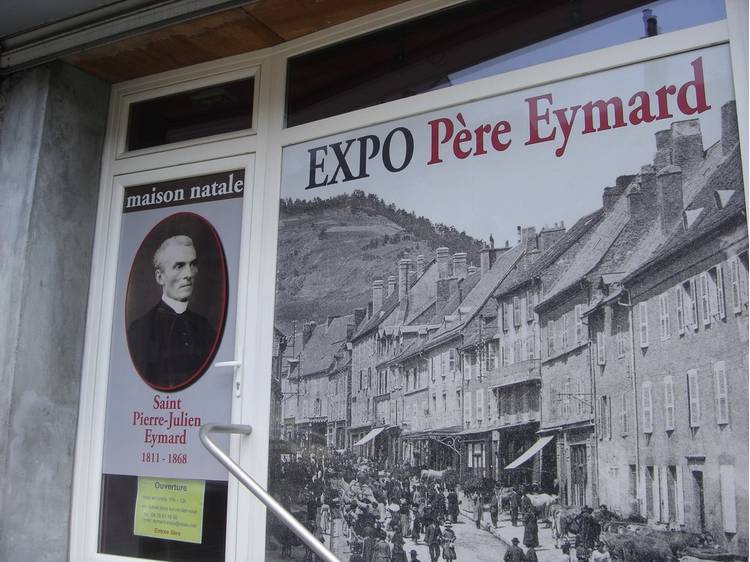 EXPO Père Eymard
maison natale
Saint
Pierre-Julien
Eymard
1811 - 1868
Ouverture
Entrée libre